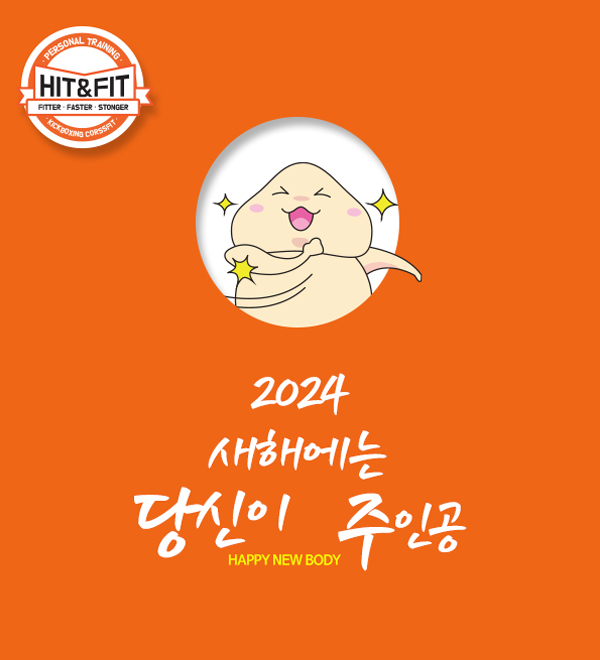 PERSONAL TRAINING
HIT&FIT
FITTER · FASTER · STONGER
· KICKBOXING CORSSFIT ·
2024
새해에는
당신이 주인공
HAPPY NEW BODY